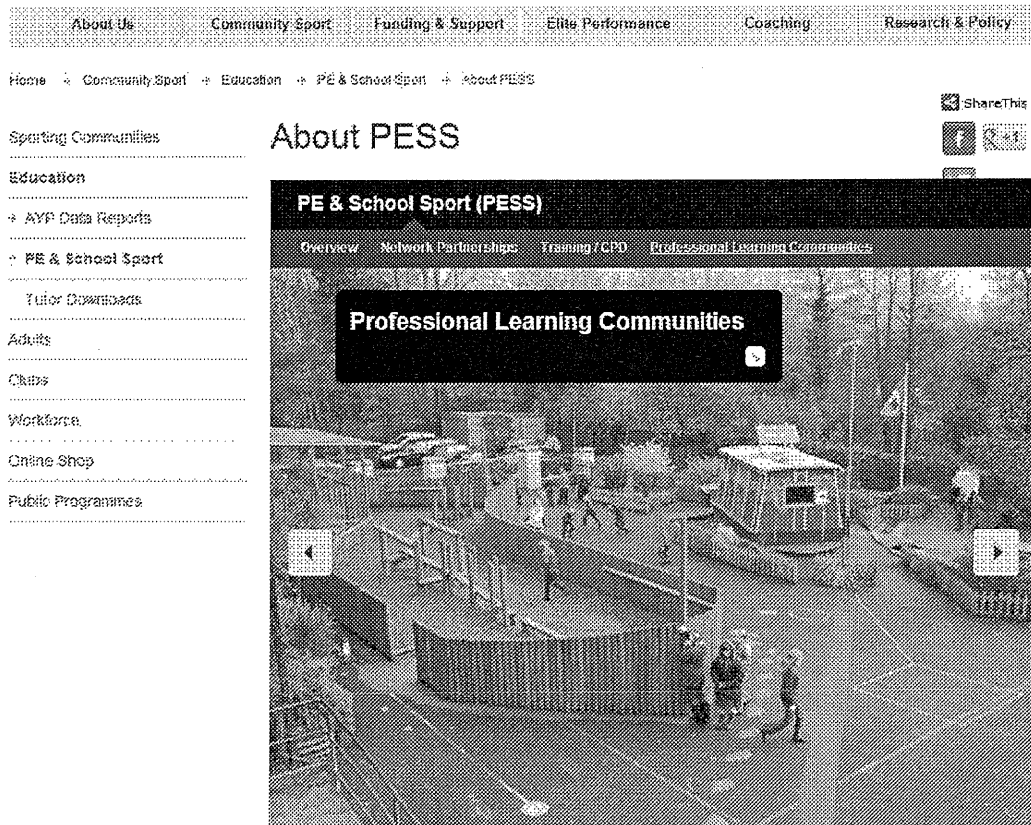 About Us Community Sport Funding & Support Elite Performance Coaching Research & Policy
Home Community Sport Education PE & School Sport About PESS
ShareThis
Sporting Communities
About PESS
+1
Education
AYP Data Reports
PE & School Sport (PESS)
PE & School Sport
Overview Network Partnerships Training / CPD Professional Learning Communities
Tutor Downloads
Professional Learning Communities
Adults
Clubs
Workforce
Online Shop
Public Programmes